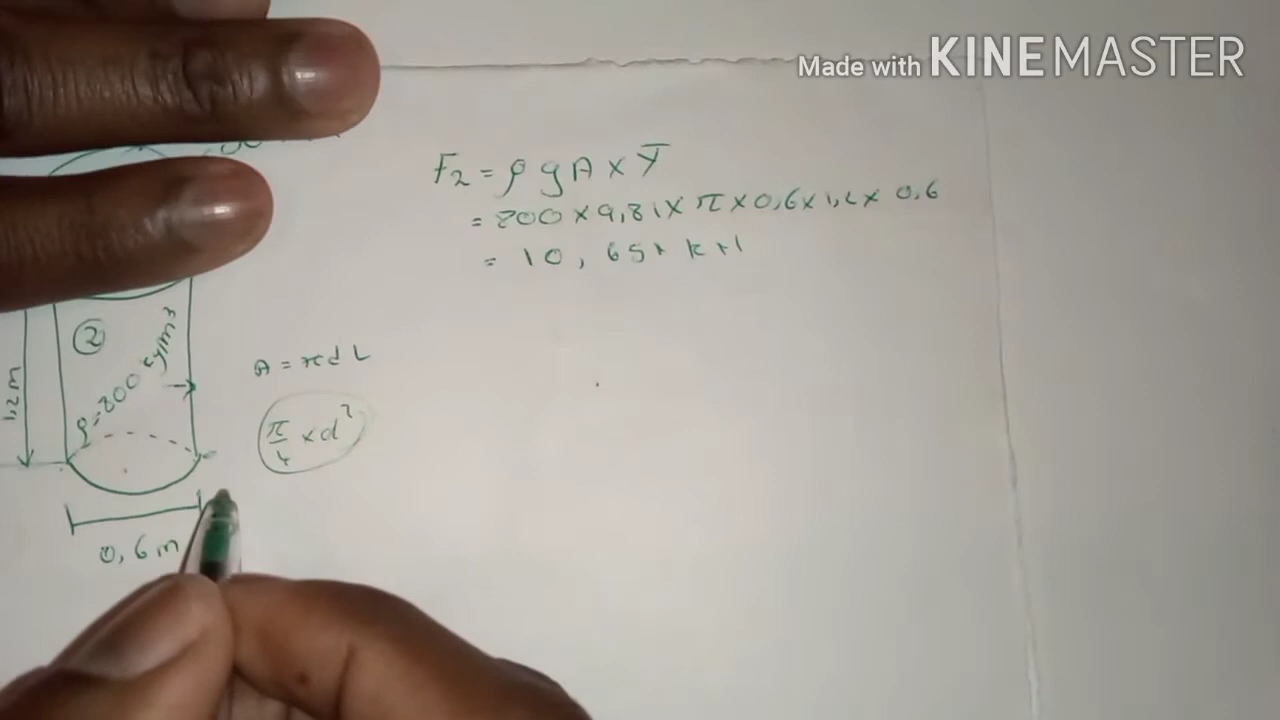 Made with KINEMASTER
F₂ = ρgA × ȳ
= 800 × 9,81 × π × 0,6 × 1,2 × 0,6
= 10, 65
②
ρ=800 kg/m³
1,2m
A = πdL
π/4 × d²
0,6m